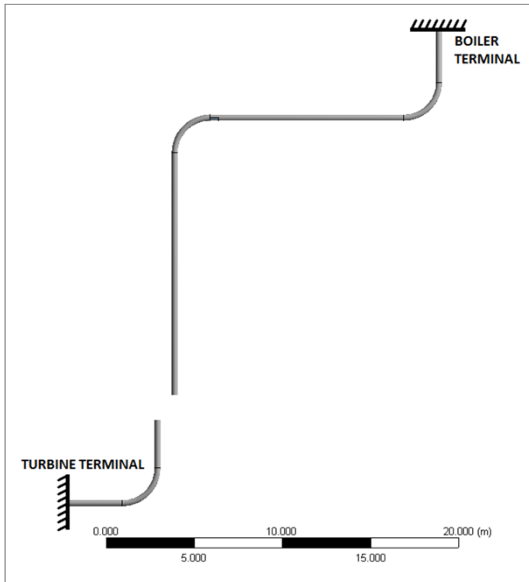 BOILER
TERMINAL
TURBINE TERMINAL
0.000 10.000 20.000 (m)
5.000 15.000